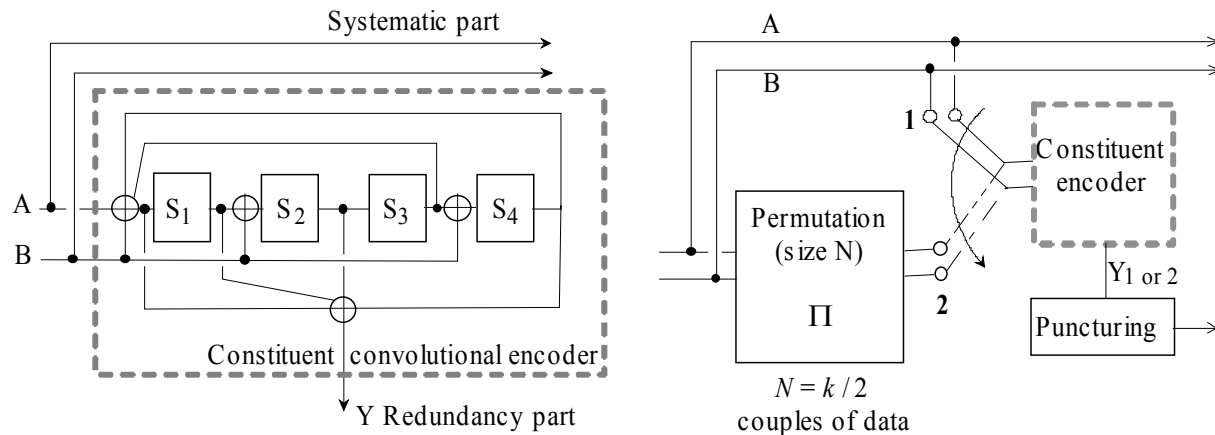 Systematic part
A
B
S1
S2
S3
S4
Constituent convolutional encoder
Y Redundancy part
A
B
1
Constituent
encoder
Permutation
(size N)
Π
2
Y1 or 2
Puncturing
N = k / 2
couples of data